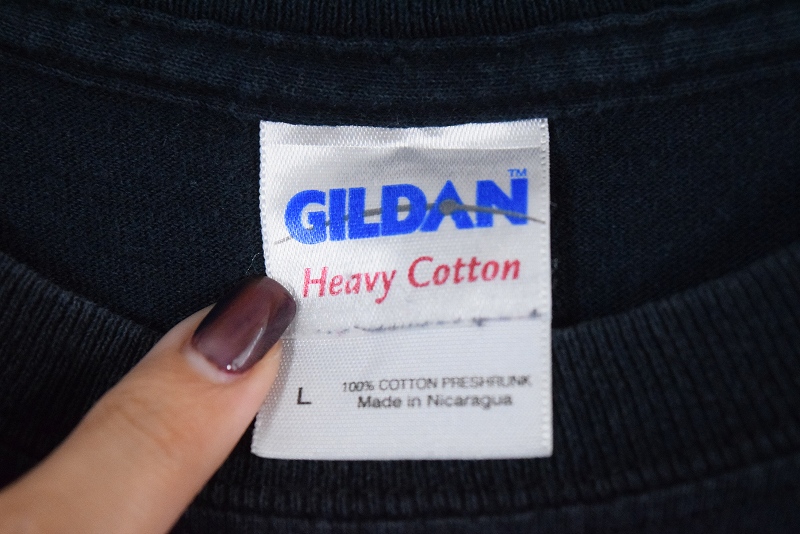 GILDAN™
Heavy Cotton
L
100% COTTON PRESHRUNK
Made in Nicaragua